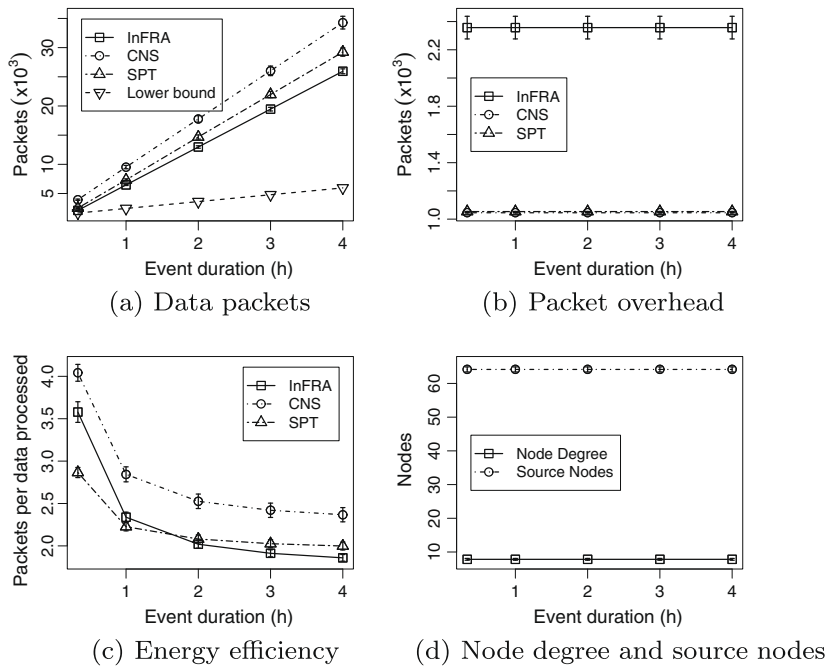 InFRA
CNS
SPT
Lower bound
Packets (x10³)
5
10
20
30
1
2
3
4
Event duration (h)
(a) Data packets
InFRA
CNS
SPT
Packets (x10³)
1.0
1.4
1.8
2.2
1
2
3
4
Event duration (h)
(b) Packet overhead
InFRA
CNS
SPT
Packets per data processed
2.0
2.5
3.0
3.5
4.0
1
2
3
4
Event duration (h)
(c) Energy efficiency
Node Degree
Source Nodes
Nodes
10
20
30
40
50
60
1
2
3
4
Event duration (h)
(d) Node degree and source nodes